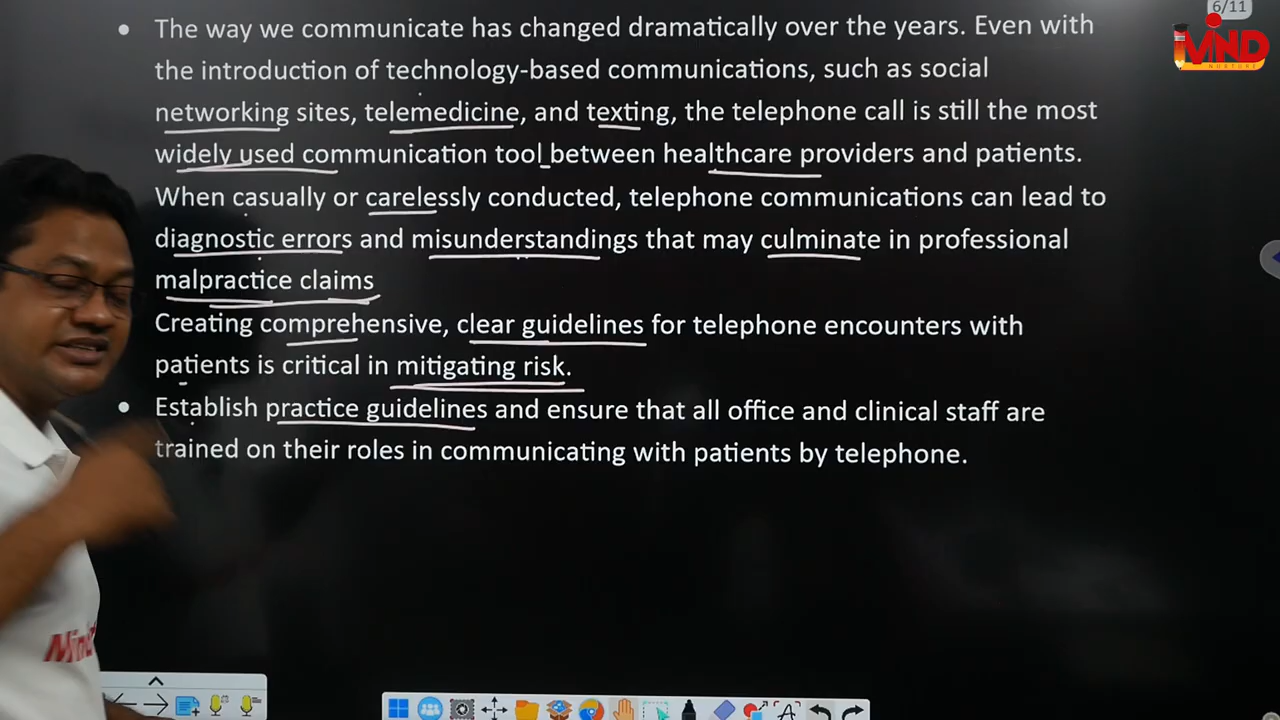 6/11
MIND
NURTURE
• The way we communicate has changed dramatically over the years. Even with
the introduction of technology-based communications, such as social
networking sites, telemedicine, and texting, the telephone call is still the most
widely used communication tool between healthcare providers and patients.
When casually or carelessly conducted, telephone communications can lead to
diagnostic errors and misunderstandings that may culminate in professional
malpractice claims
Creating comprehensive, clear guidelines for telephone encounters with
patients is critical in mitigating risk.
• Establish practice guidelines and ensure that all office and clinical staff are
trained on their roles in communicating with patients by telephone.